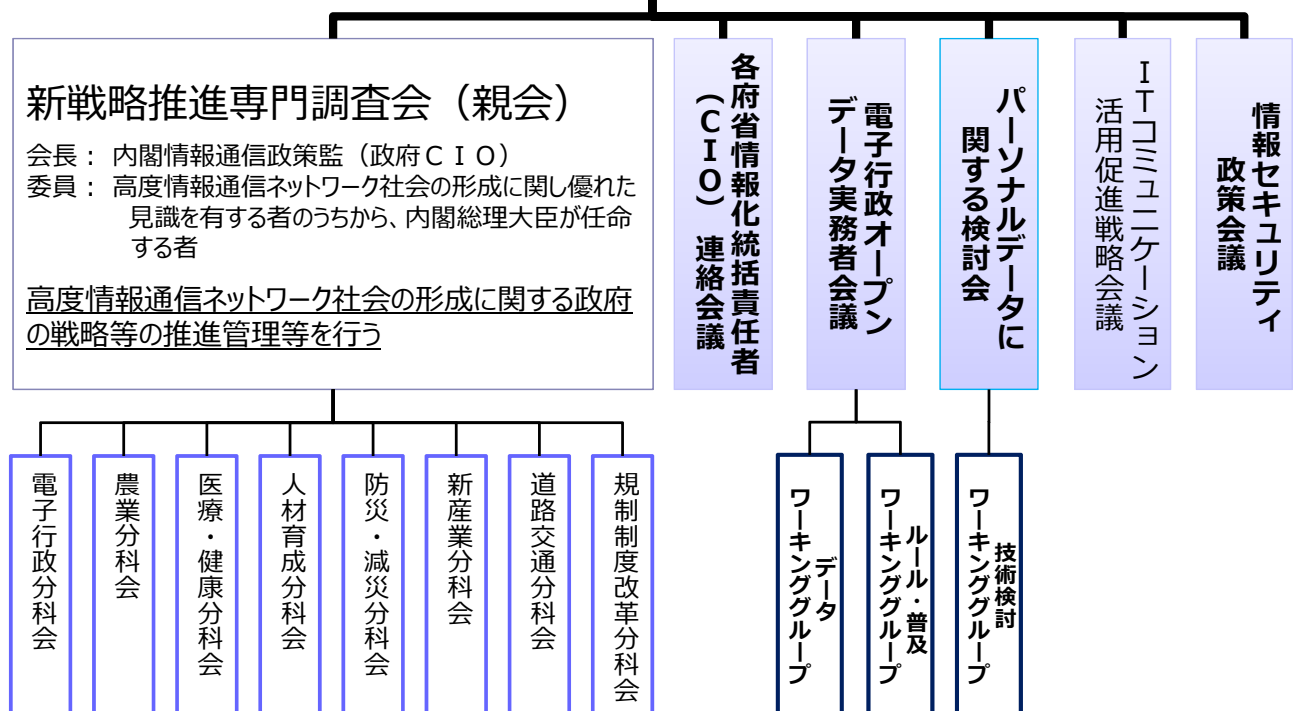 新戦略推進専門調査会（親会）
会長： 内閣情報通信政策監（政府ＣＩＯ）
委員： 高度情報通信ネットワーク社会の形成に関し優れた
見識を有する者のうちから、内閣総理大臣が任命
する者
高度情報通信ネットワーク社会の形成に関する政府
の戦略等の推進管理等を行う
各府省情報化統括責任者
（ＣＩＯ）連絡会議
電子行政オープン
データ実務者会議
パーソナルデータに
関する検討会
ＩＴコミュニケーション
活用促進戦略会議
情報セキュリティ
政策会議
電子行政分科会
農業分科会
医療・健康分科会
人材育成分科会
防災・減災分科会
新産業分科会
道路交通分科会
規制制度改革分科会
データ
ワーキンググループ
ルール・普及
ワーキンググループ
技術検討
ワーキンググループ